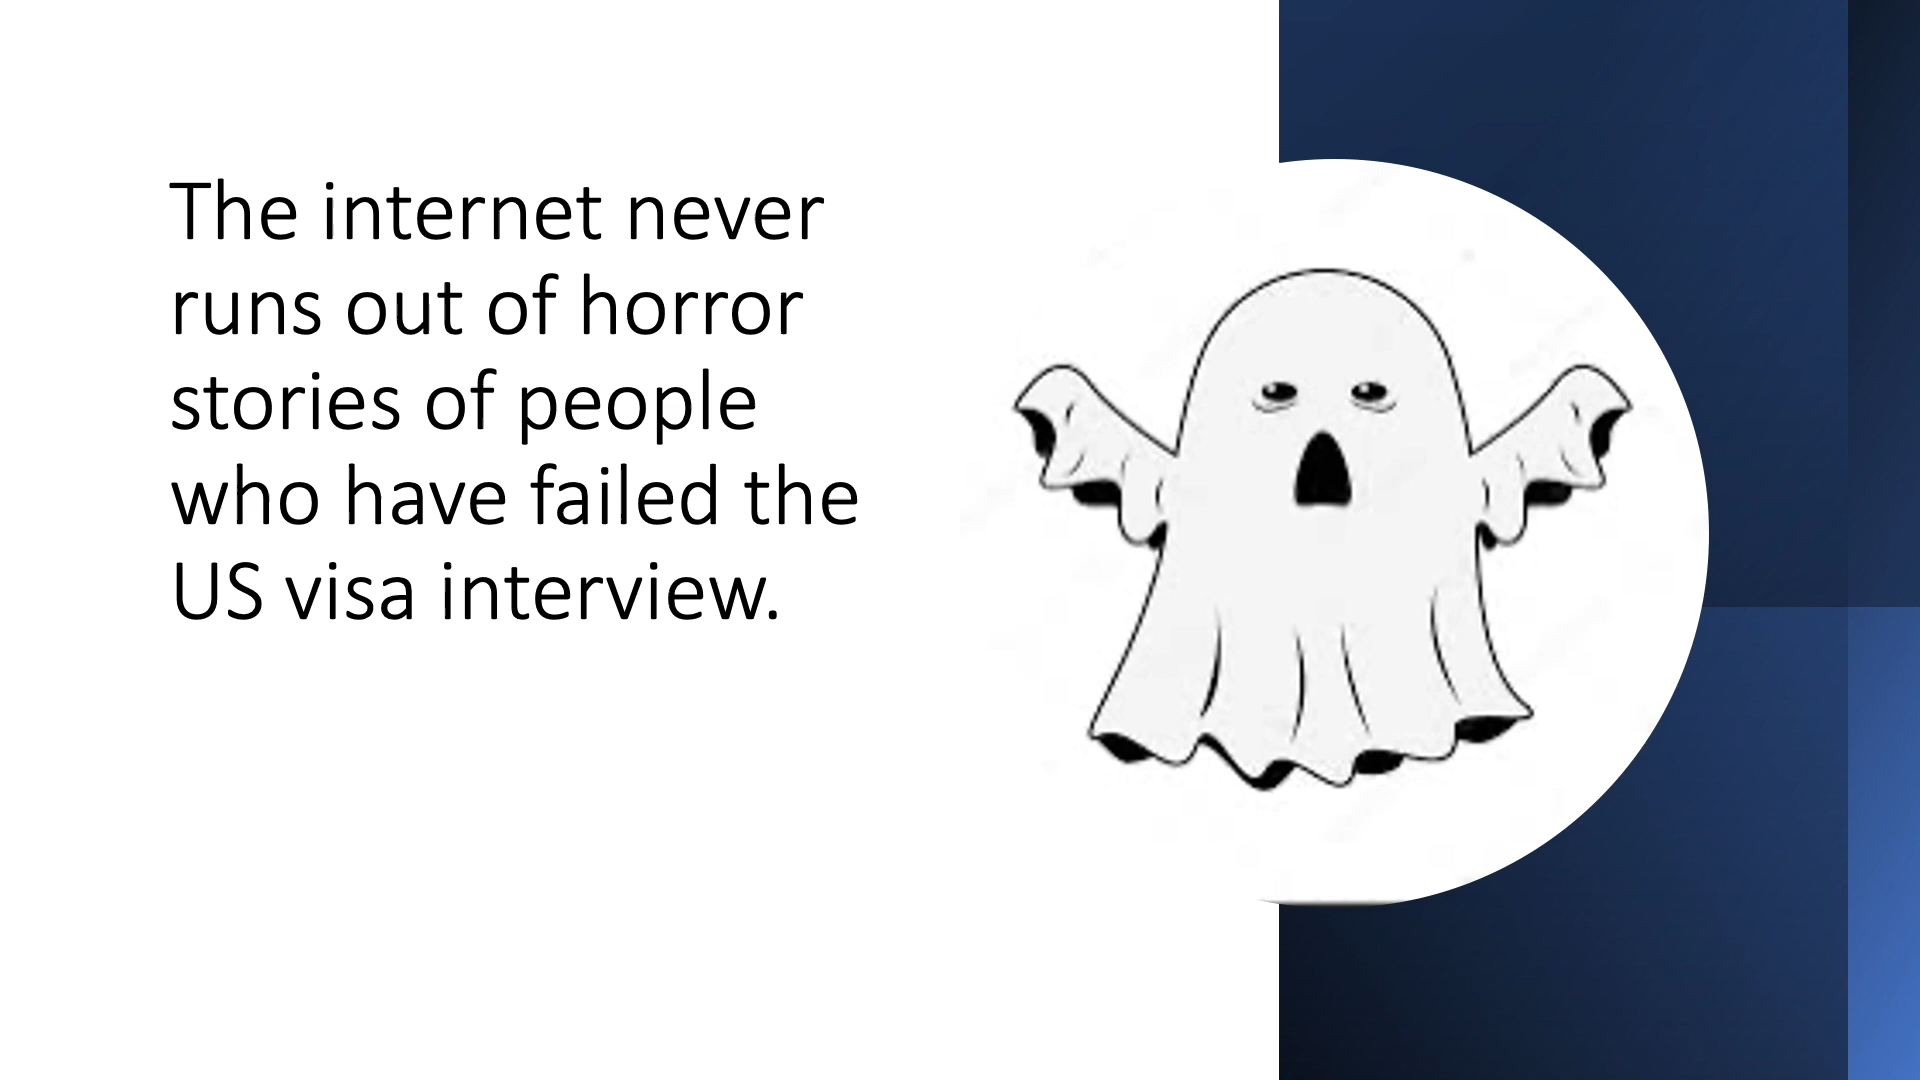 The internet never
runs out of horror
stories of people
who have failed the
US visa interview.